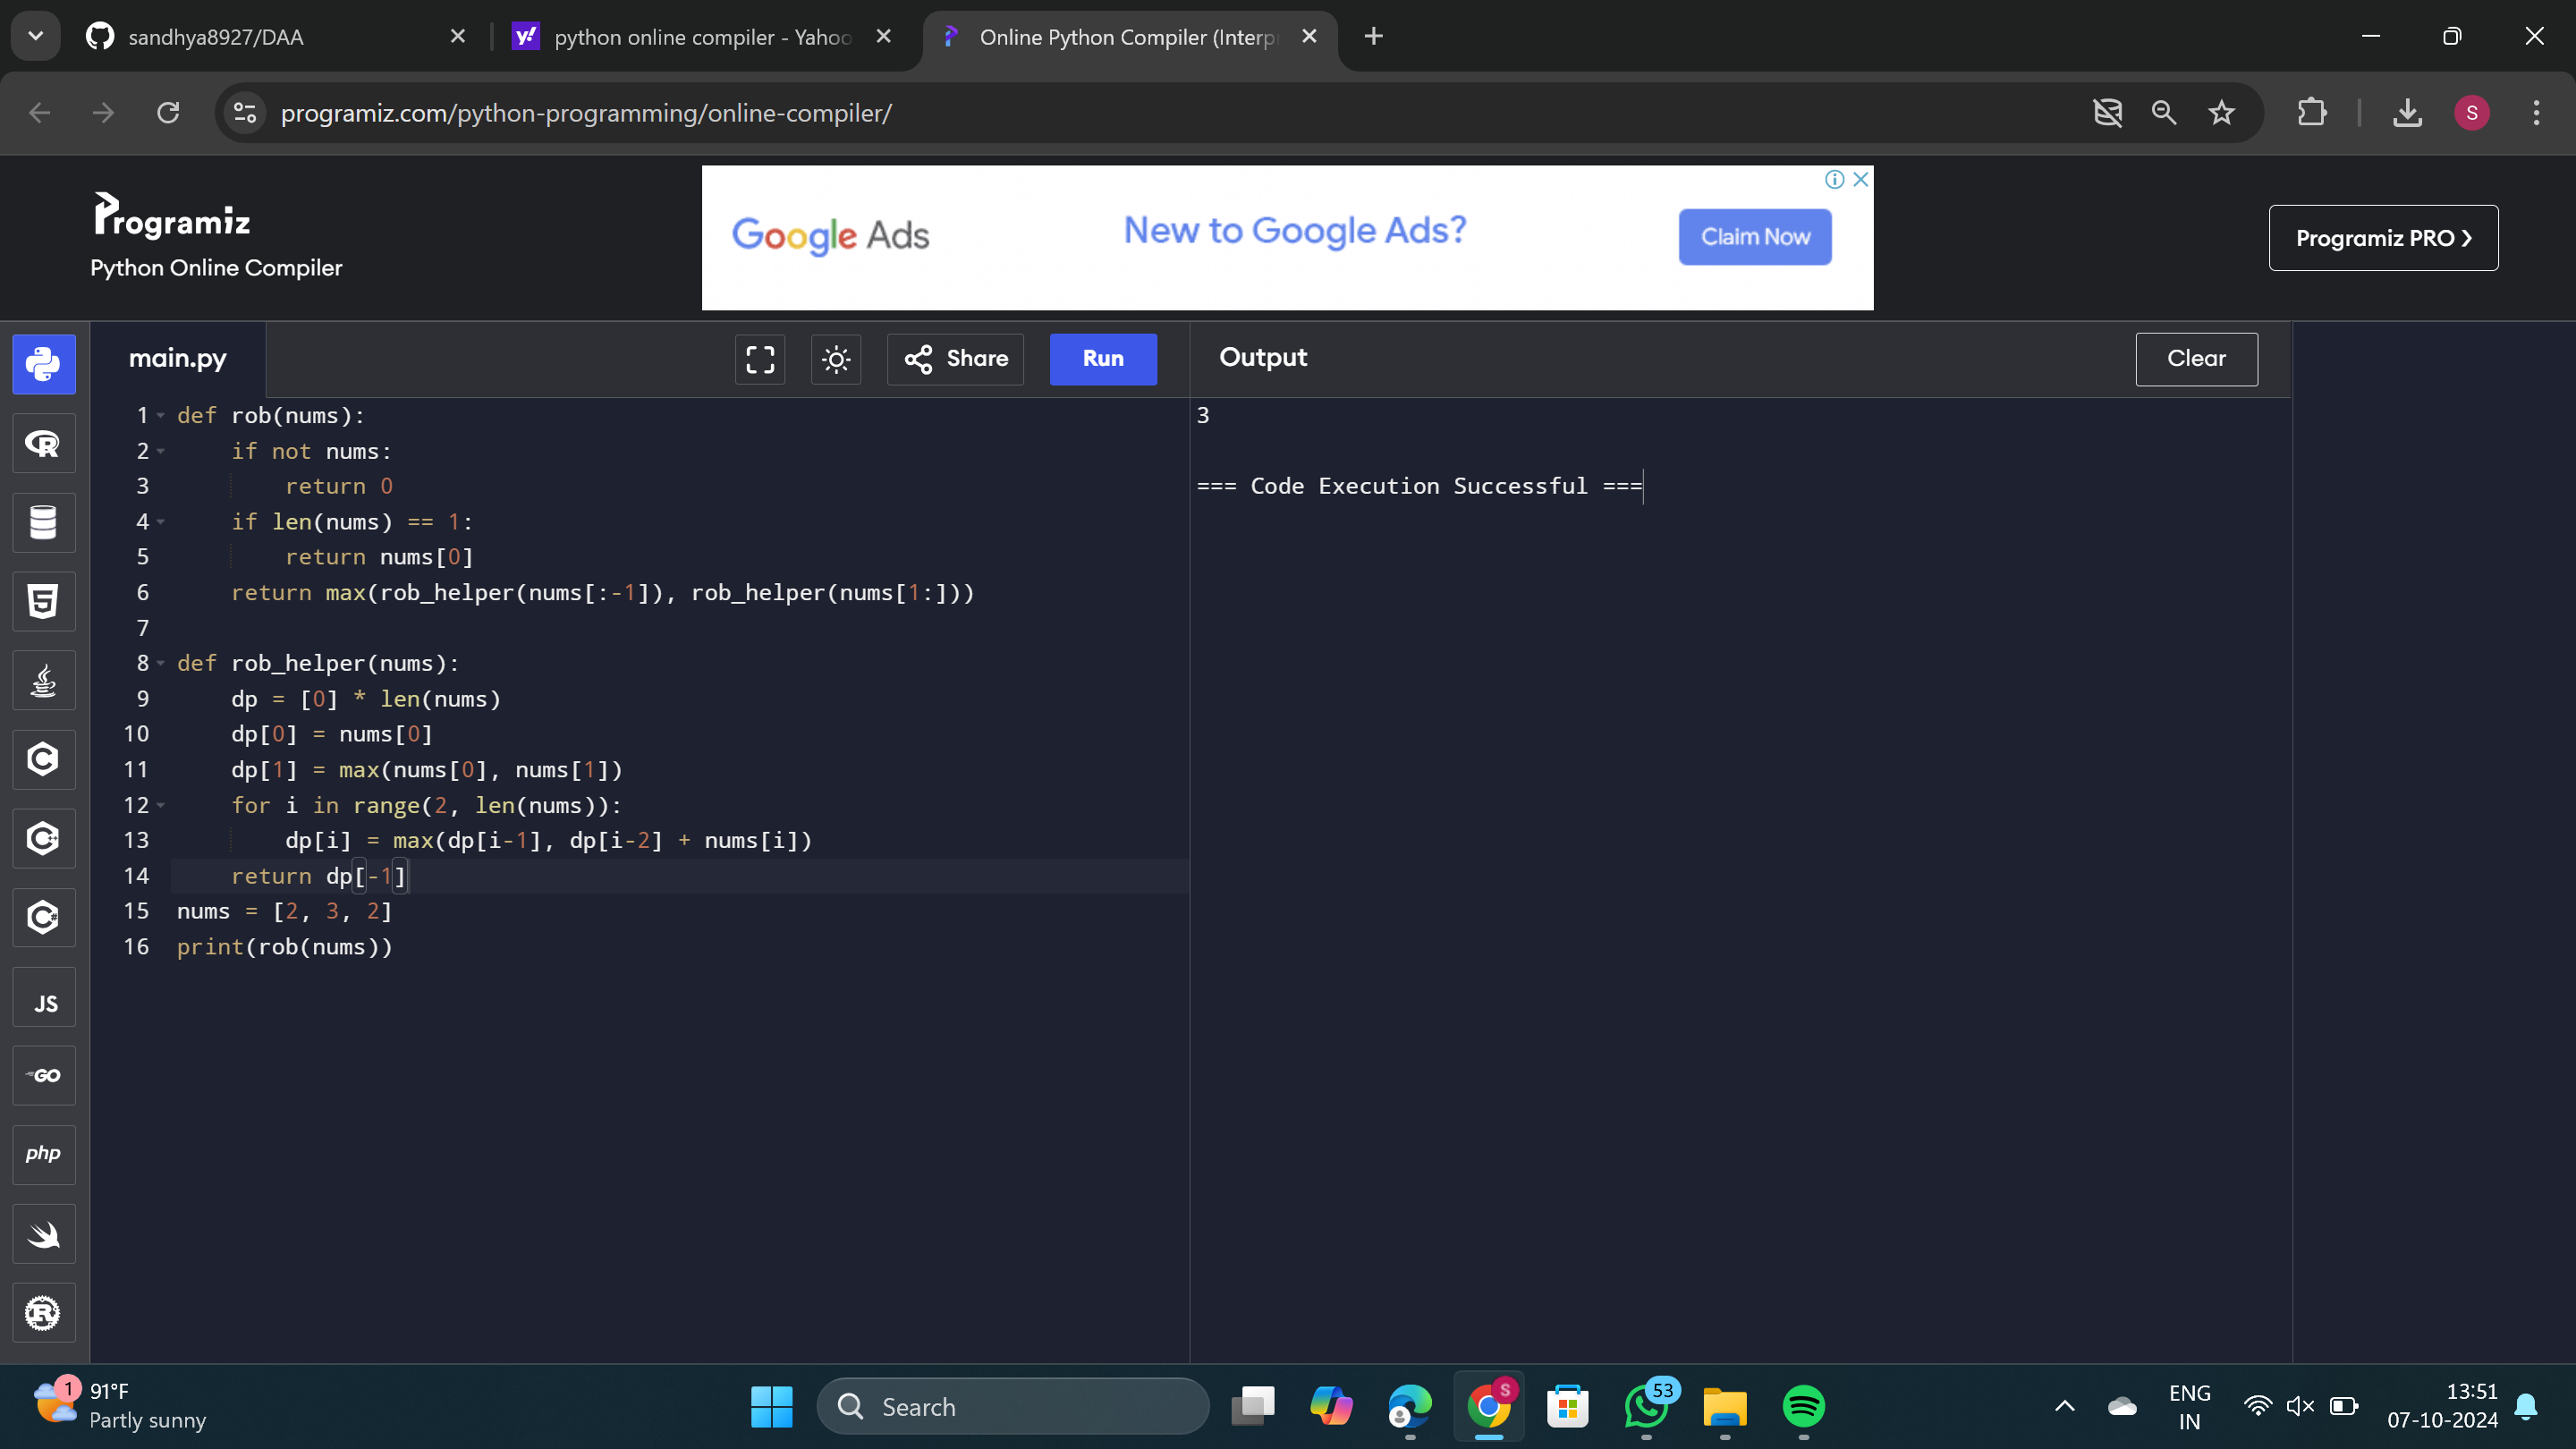 sandhya8927/DAA
python online compiler - Yahoo
Online Python Compiler (Interp
programiz.com/python-programming/online-compiler/
S
Programiz
Python Online Compiler
Google Ads
New to Google Ads?
Claim Now
Programiz PRO ❯
main.py
Share
Run
Output
Clear
1 def rob(nums):
2     if not nums:
3         return 0
4     if len(nums) == 1:
5         return nums[0]
6     return max(rob_helper(nums[:-1]), rob_helper(nums[1:]))
7
8 def rob_helper(nums):
9     dp = [0] * len(nums)
10     dp[0] = nums[0]
11     dp[1] = max(nums[0], nums[1])
12     for i in range(2, len(nums)):
13         dp[i] = max(dp[i-1], dp[i-2] + nums[i])
14     return dp[-1]
15 nums = [2, 3, 2]
16 print(rob(nums))
3
=== Code Execution Successful ===
R
5
C
C++
C#
JS
GO
php
R
1
91°F
Partly sunny
Search
S
53
ENG
IN
13:51
07-10-2024